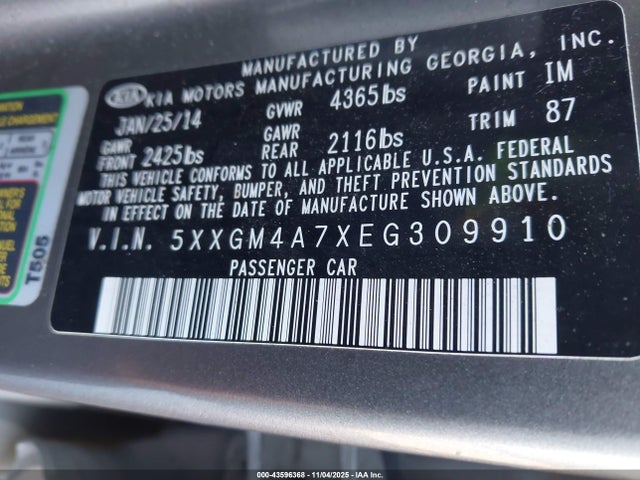 MANUFACTURED BY
KIA KIA MOTORS MANUFACTURING GEORGIA, INC.
JAN/25/14 GVWR 4365lbs PAINT IM
GAWR FRONT 2425lbs GAWR REAR 2116lbs TRIM 87
THIS VEHICLE CONFORMS TO ALL APPLICABLE U.S.A. FEDERAL
MOTOR VEHICLE SAFETY, BUMPER, AND THEFT PREVENTION STANDARDS
IN EFFECT ON THE DATE OF MANUFACTURE SHOWN ABOVE.
V.I.N. 5XXGM4A7XEG309910
PASSENGER CAR
T505
000-43596368 - 11/04/2025 - IAA Inc.